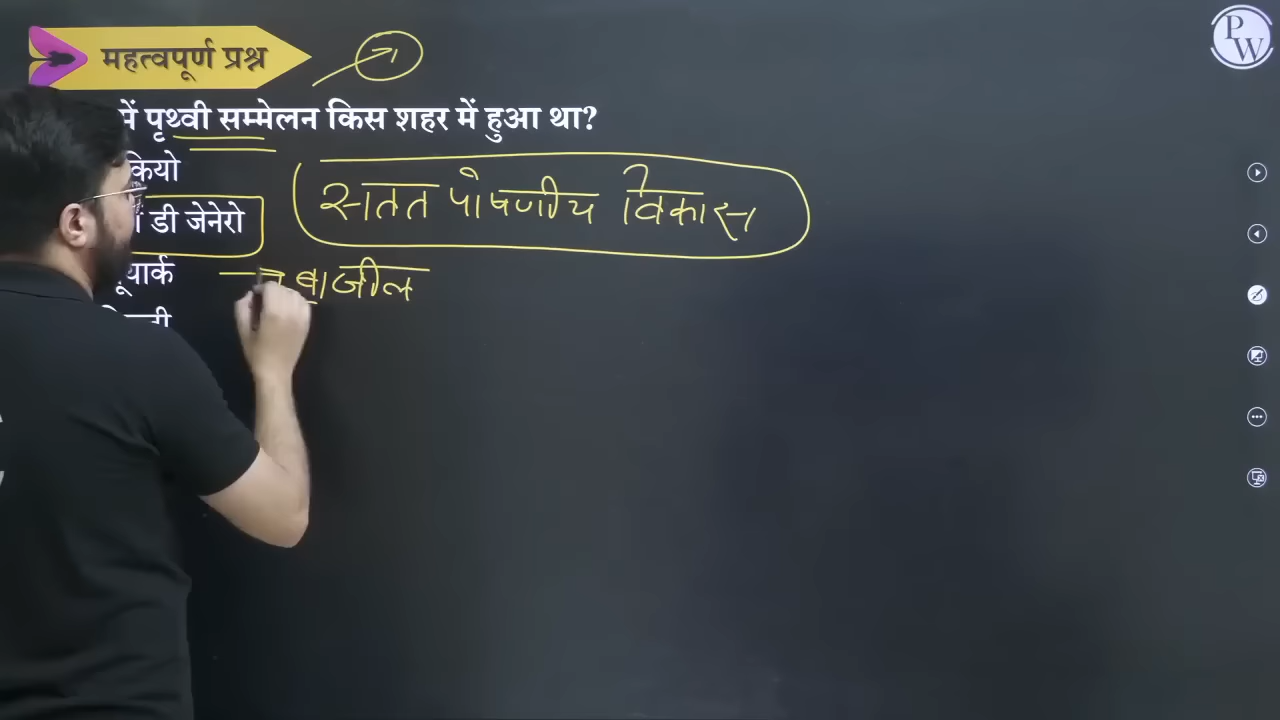 महत्वपूर्ण प्रश्न
PW
में पृथ्वी सम्मेलन किस शहर में हुआ था?
कियो
सतत पोषणीय विकास
डी जेनेरो
यूयार्क
बाजील